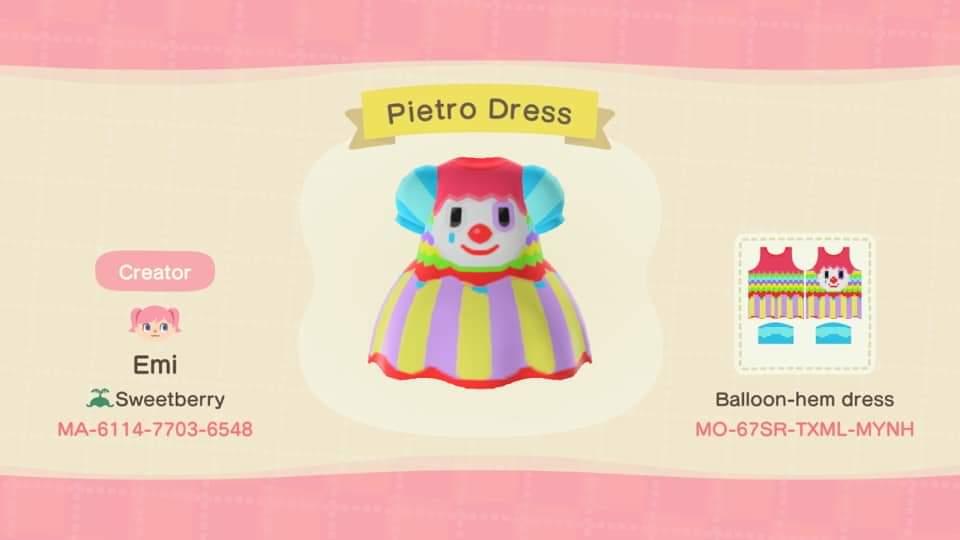 Pietro Dress
Creator
Emi
Sweetberry
MA-6114-7703-6548
Balloon-hem dress
MO-67SR-TXML-MYNH